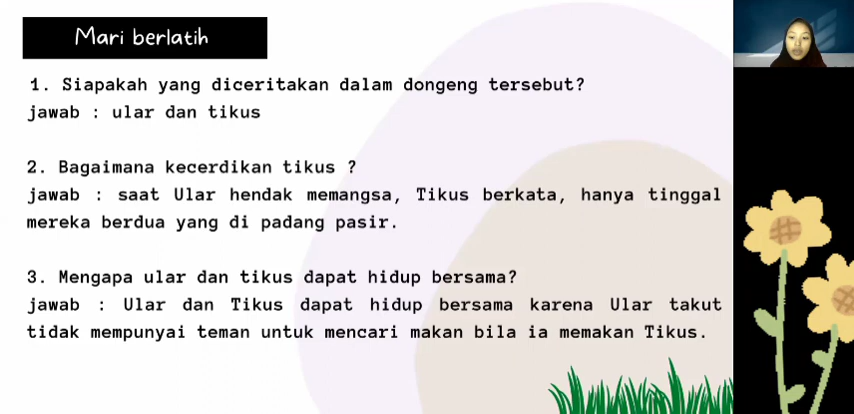 Mari berlatih
1. Siapakah yang diceritakan dalam dongeng tersebut?
jawab : ular dan tikus
2. Bagaimana kecerdikan tikus ?
jawab : saat Ular hendak memangsa, Tikus berkata, hanya tinggal
mereka berdua yang di padang pasir.
3. Mengapa ular dan tikus dapat hidup bersama?
jawab : Ular dan Tikus dapat hidup bersama karena Ular takut
tidak mempunyai teman untuk mencari makan bila ia memakan Tikus.